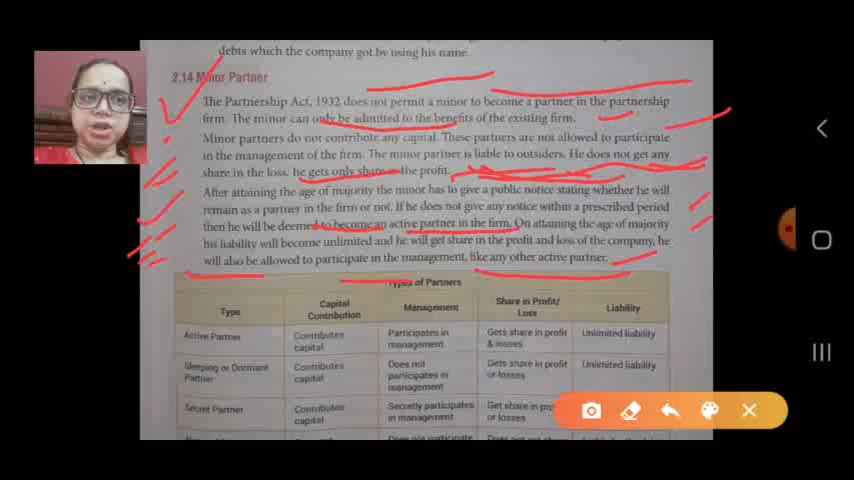 debts which the company got by using his name.
2.14 Minor Partner
The Partnership Act, 1932 does not permit a minor to become a partner in the partnership
firm. The minor can only be admitted to the benefits of the existing firm.
Minor partners do not contribute any capital. These partners are not allowed to participate
in the management of the firm. The minor partner is liable to outsiders. He does not get any
share in the loss, he gets only share in the profit.
After attaining the age of majority the minor has to give a public notice stating whether he will
remain as a partner in the firm or not. If he does not give any notice within a prescribed period
then he will be deemed to become an active partner in the firm. On attaining the age of majority
his liability will become unlimited and he will get share in the profit and loss of the company, he
will also be allowed to participate in the management, like any other active partner.
Types of Partners
Type Capital Contribution Management Share in Profit/ Loss Liability
Active Partner Contributes capital Participates in management Gets share in profit & losses Unlimited liability
Sleeping or Dormant Partner Contributes capital Does not participates in management Gets share in profit or losses Unlimited liability
Secret Partner Contributes capital Secretly participates in management Get share in or losses
Does not participate Does not